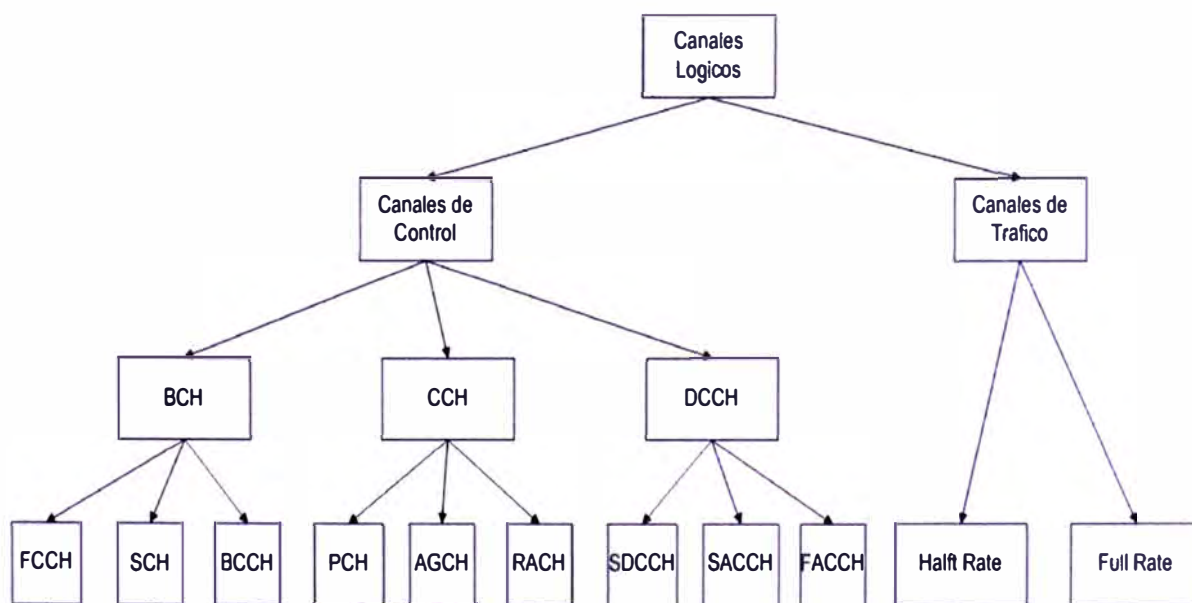 Canales
Logicos
Canales de
Control
Canales de
Trafico
BCH
CCH
DCCH
FCCH
SCH
BCCH
PCH
AGCH
RACH
SDCCH
SACCH
FACCH
Halft Rate
Full Rate